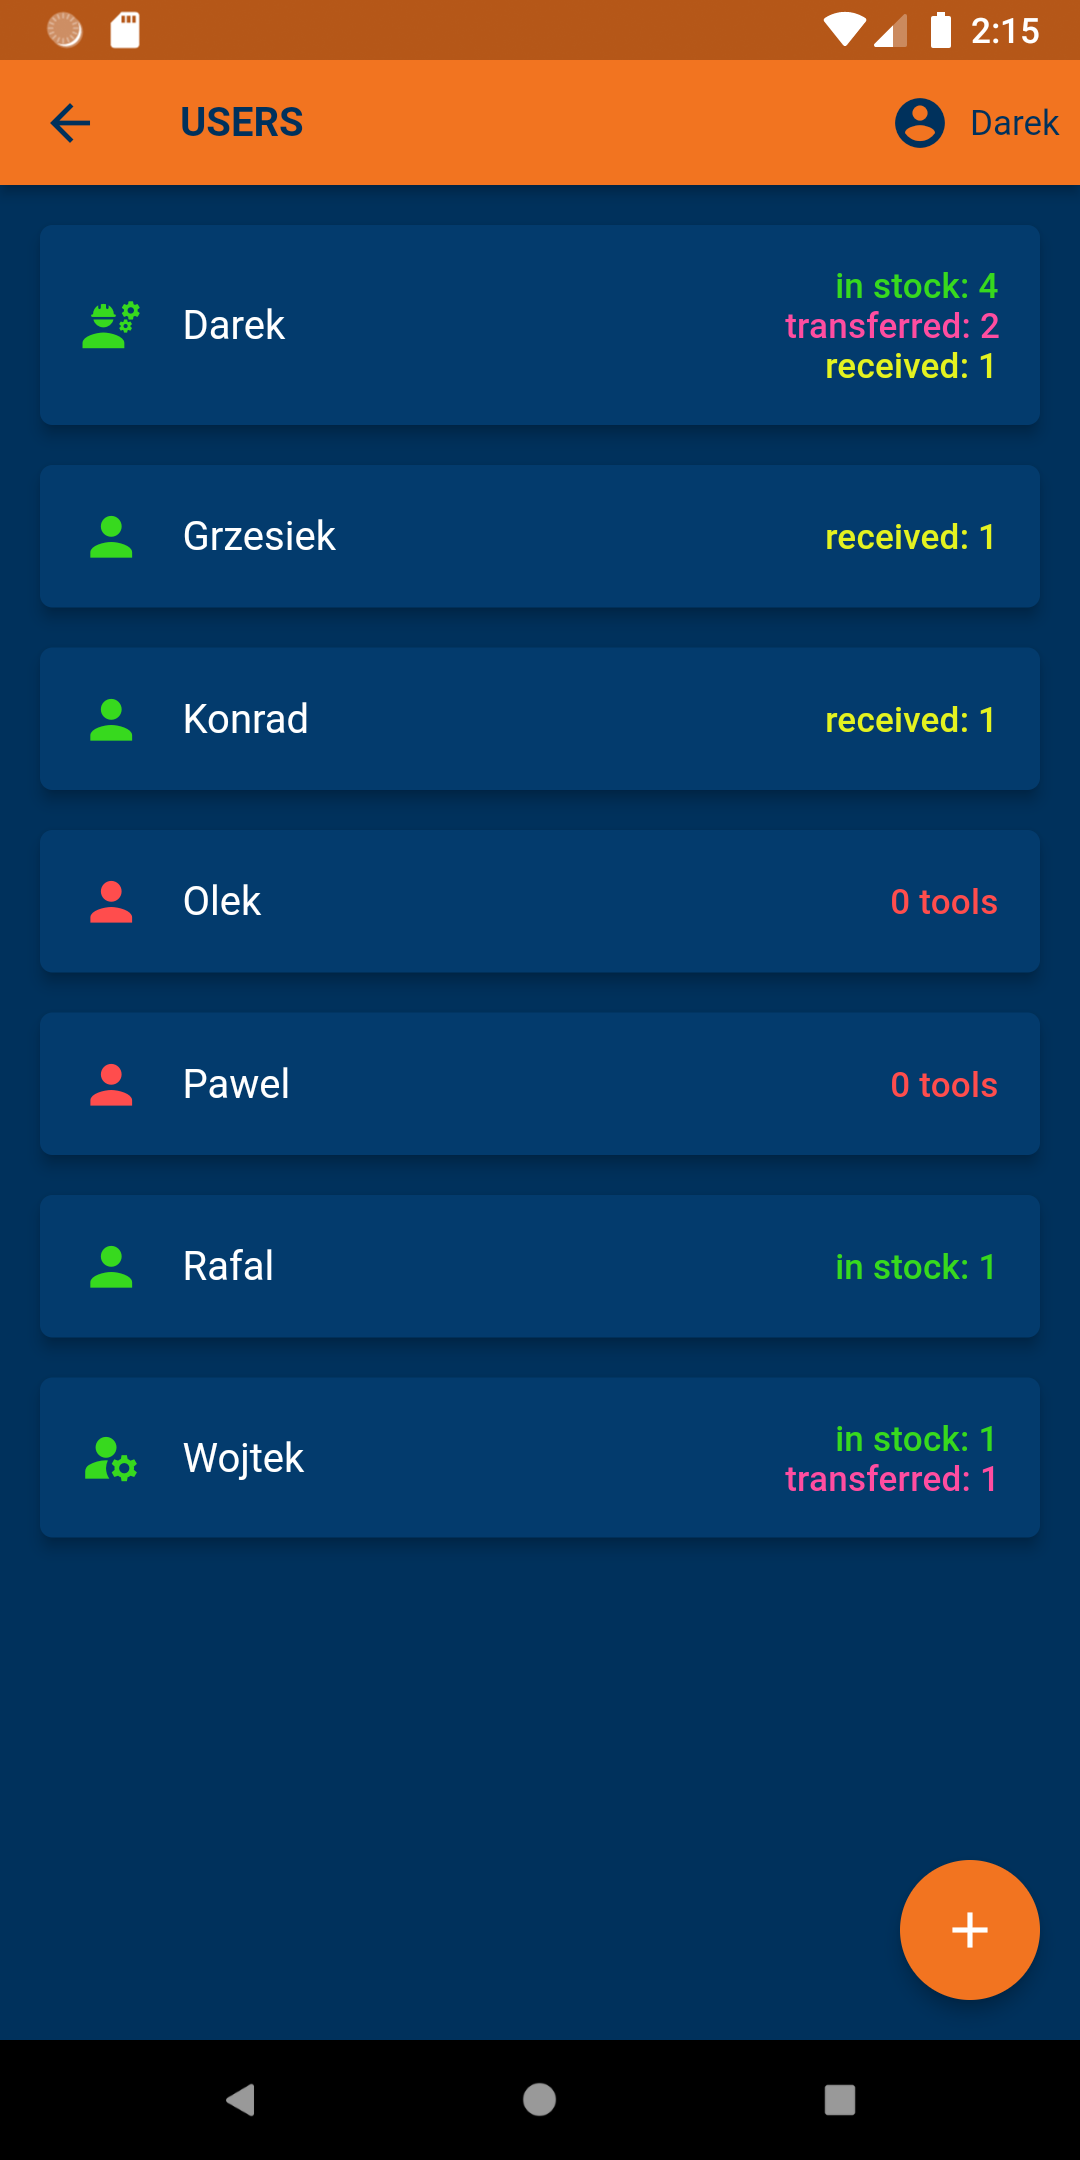 2:15
USERS
Darek
Darek
in stock: 4
transferred: 2
received: 1
Grzesiek
received: 1
Konrad
received: 1
Olek
0 tools
Pawel
0 tools
Rafal
in stock: 1
Wojtek
in stock: 1
transferred: 1